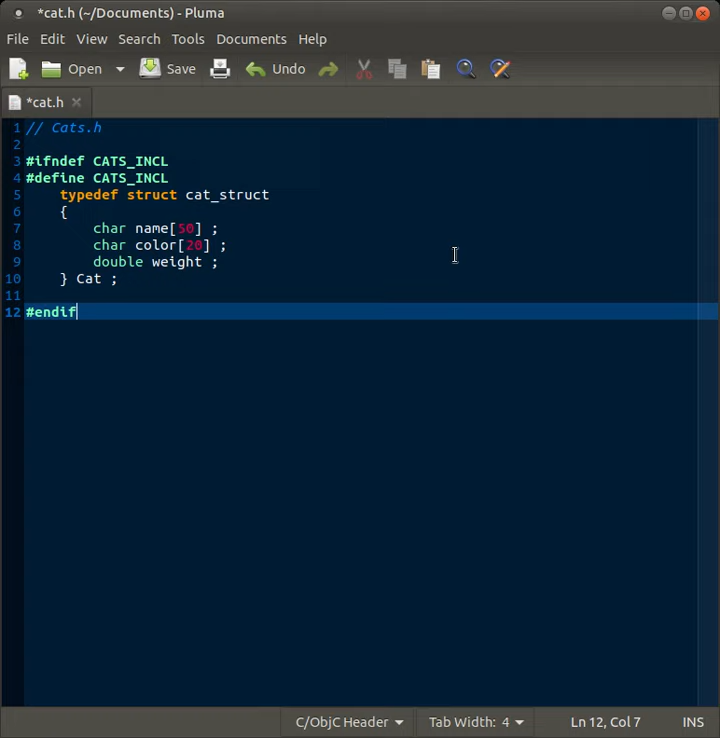 *cat.h (~/Documents) - Pluma
File Edit View Search Tools Documents Help
Open Save Undo
*cat.h
1 // Cats.h
2
3 #ifndef CATS_INCL
4 #define CATS_INCL
5     typedef struct cat_struct
6     {
7         char name[50] ;
8         char color[20] ;
9         double weight ;
10     } Cat ;
11
12 #endif
C/ObjC Header Tab Width: 4 Ln 12, Col 7 INS